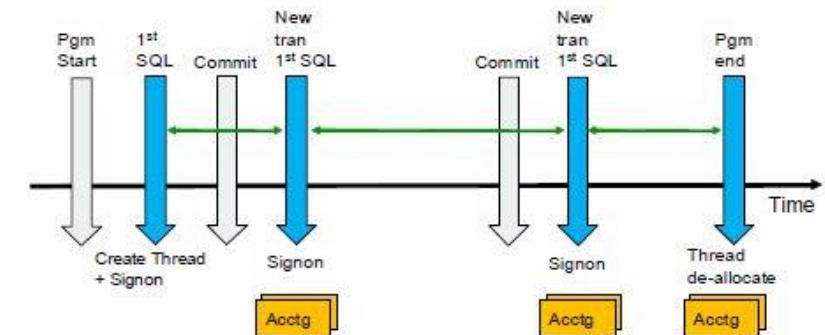 Pgm
Start
1st
SQL
Commit
New
tran
1st SQL
Commit
New
tran
1st SQL
Pgm
end
Time
Create Thread
+ Signon
Signon
Signon
Thread
de-allocate
Acctg
Acctg
Acctg